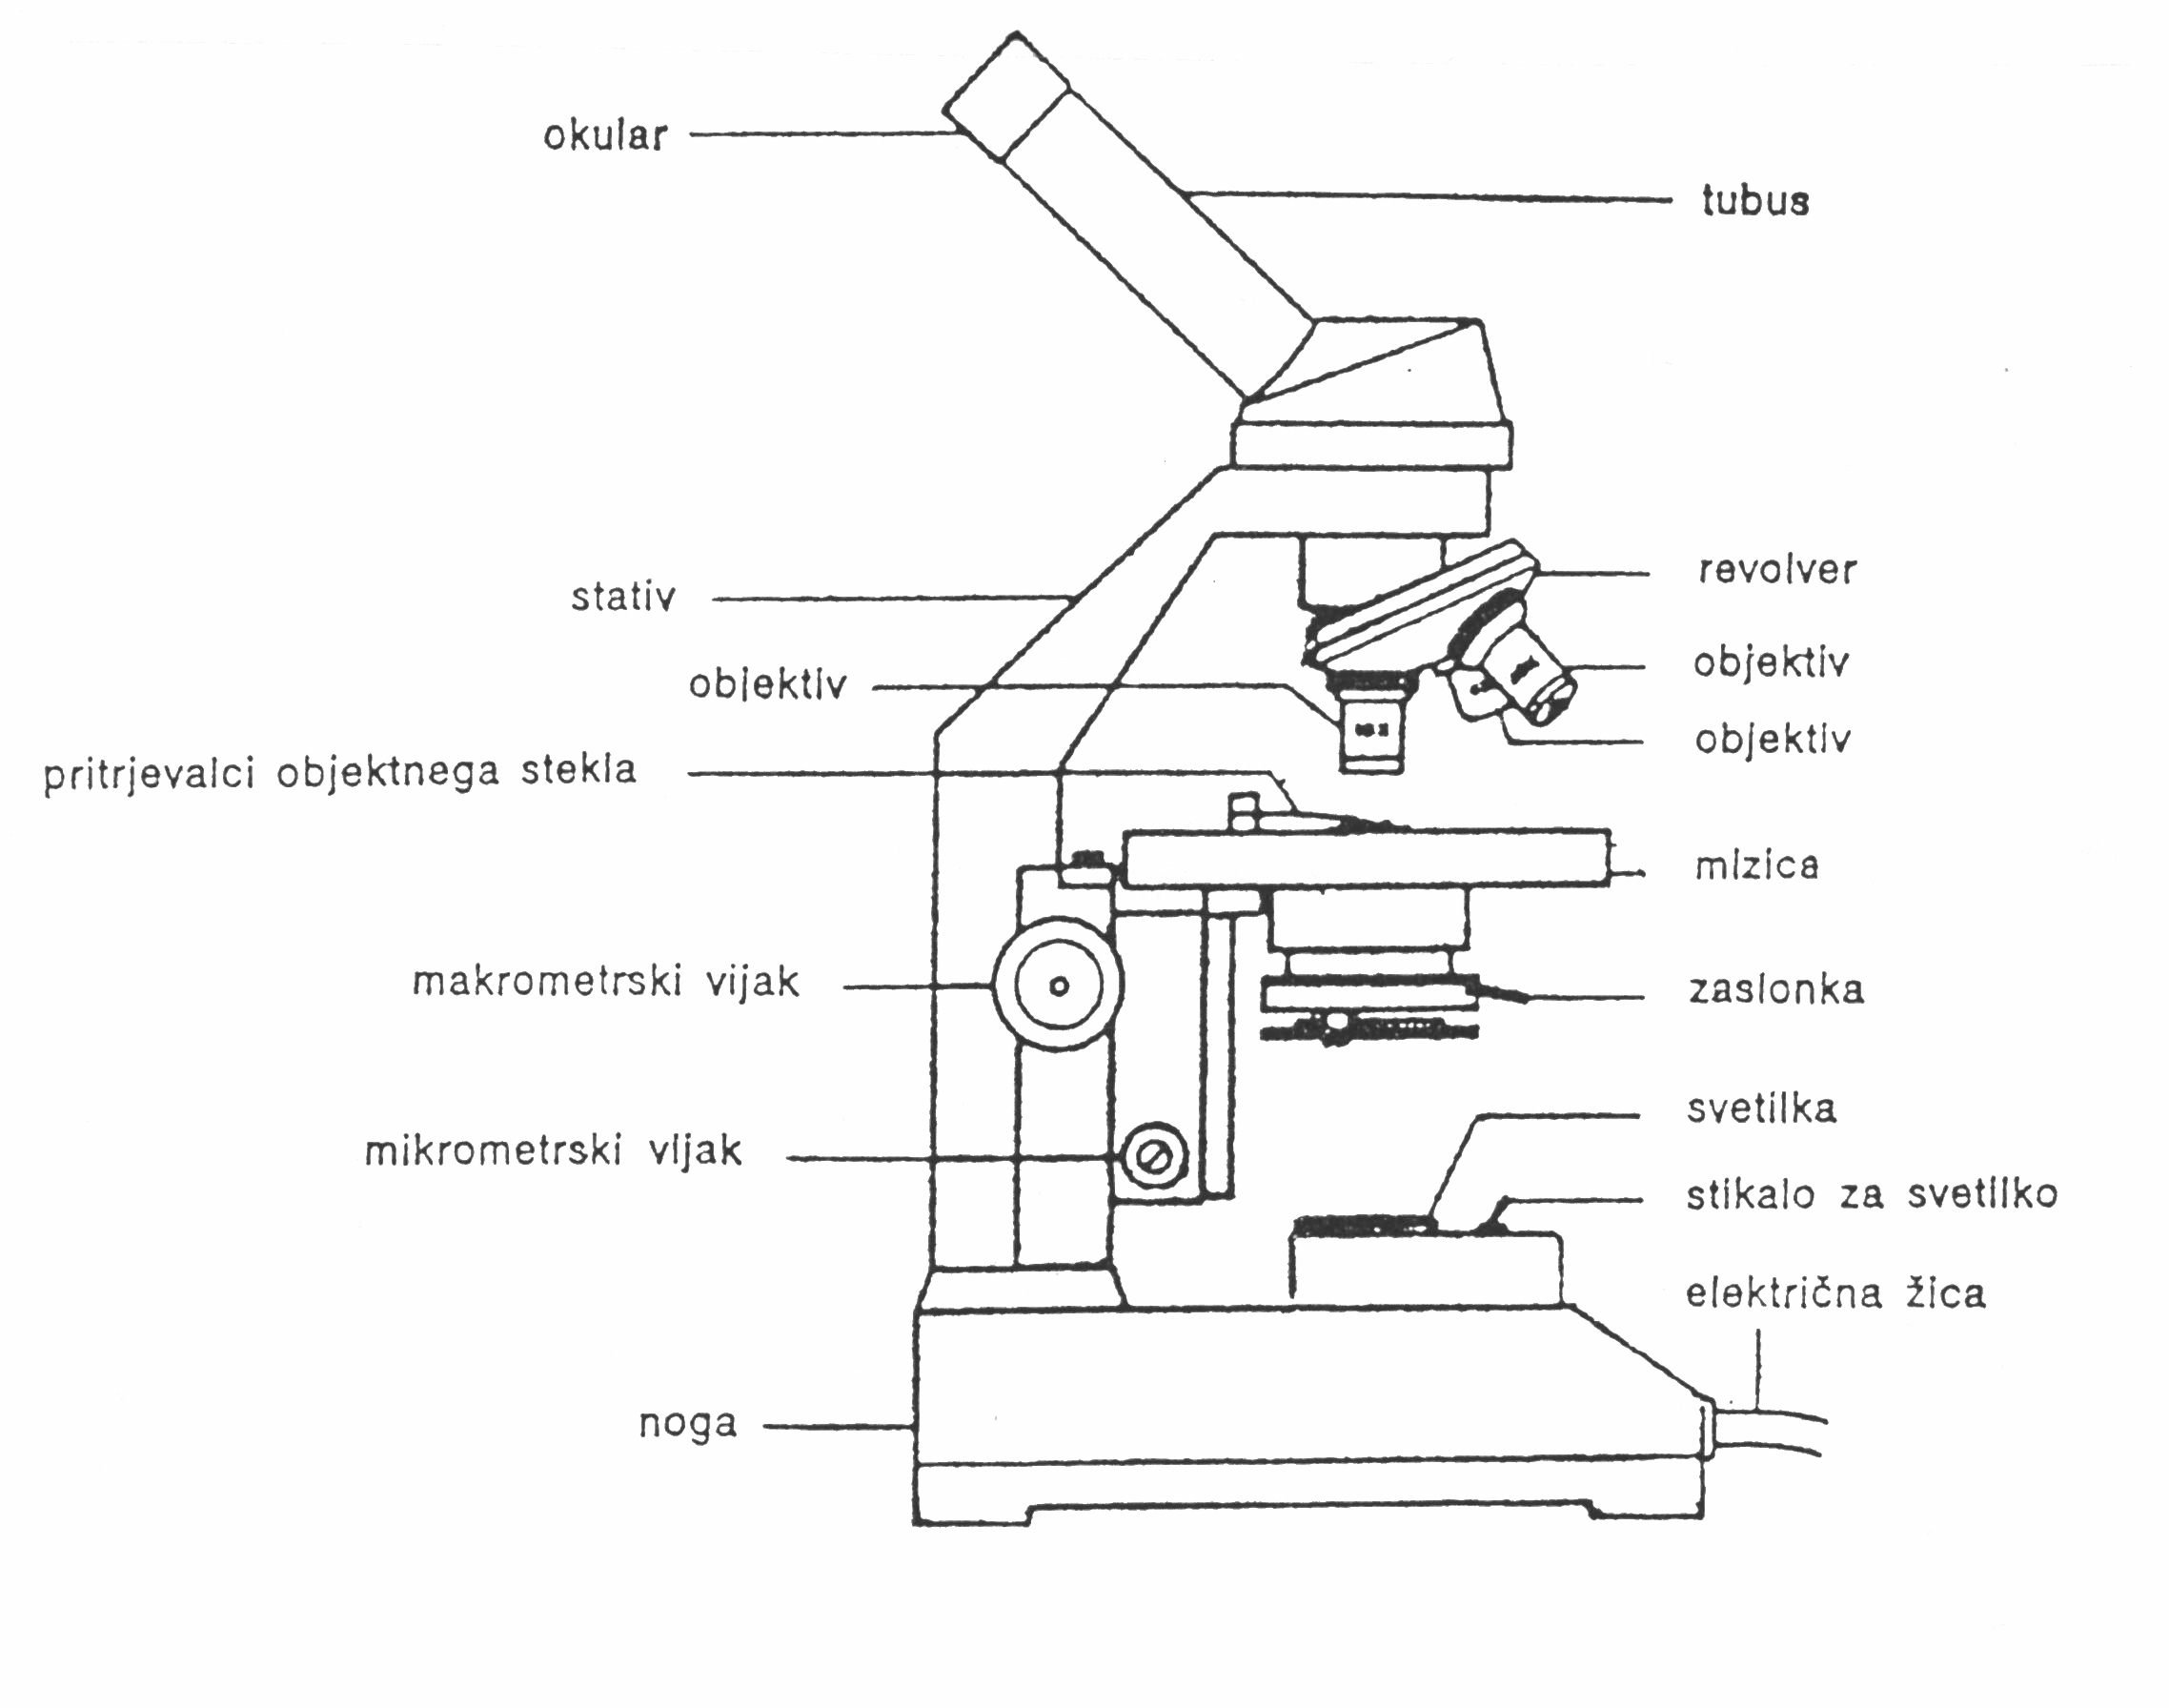 okular
tubus
stativ
revolver
objektiv
objektiv
objektiv
pritrjevalci objektnega stekla
mizica
makrometrski vijak
zaslonka
mikrometrski vijak
svetilka
stikalo za svetilko
električna žica
noga